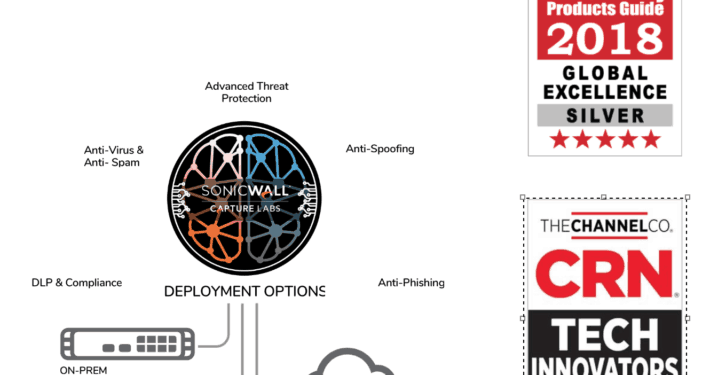 Products Guide
2018
GLOBAL
EXCELLENCE
SILVER
Advanced Threat
Protection
Anti-Virus &
Anti- Spam
Anti-Spoofing
SONICWALL
CAPTURE LABS
DLP & Compliance
Anti-Phishing
DEPLOYMENT OPTIONS
ON-PREM
THECHANNELCO.
CRN®
TECH
INNOVATORS